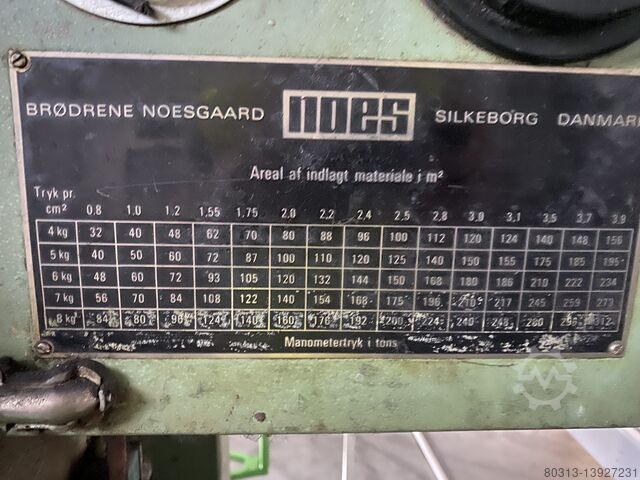 BRØDRENE NOESGAARD noes SILKEBORG DANMARK
Areal af indlagt materiale i m²
Tryk pr.
cm² 0.8 1.0 1.2 1,55 1,75 2.0 2.2 2.4 2.5 2.8 3.0 3.1 3.5 3.7 3.9
4 kg 32 40 48 62 70 80 88 96 100 112 120 124 140 148 156
5 kg 40 50 60 72 87 100 110 120 125 140 150 155 175 185 195
6 kg 48 60 72 93 105 120 132 144 150 168 180 186 210 222 234
7 kg 56 70 84 108 122 140 154 168 175 196 210 217 245 259 273
8 kg 84 80 96 124 140 160 176 192 200 224 240 248 280 296 312
Manometertryk i tons
80313-13927231